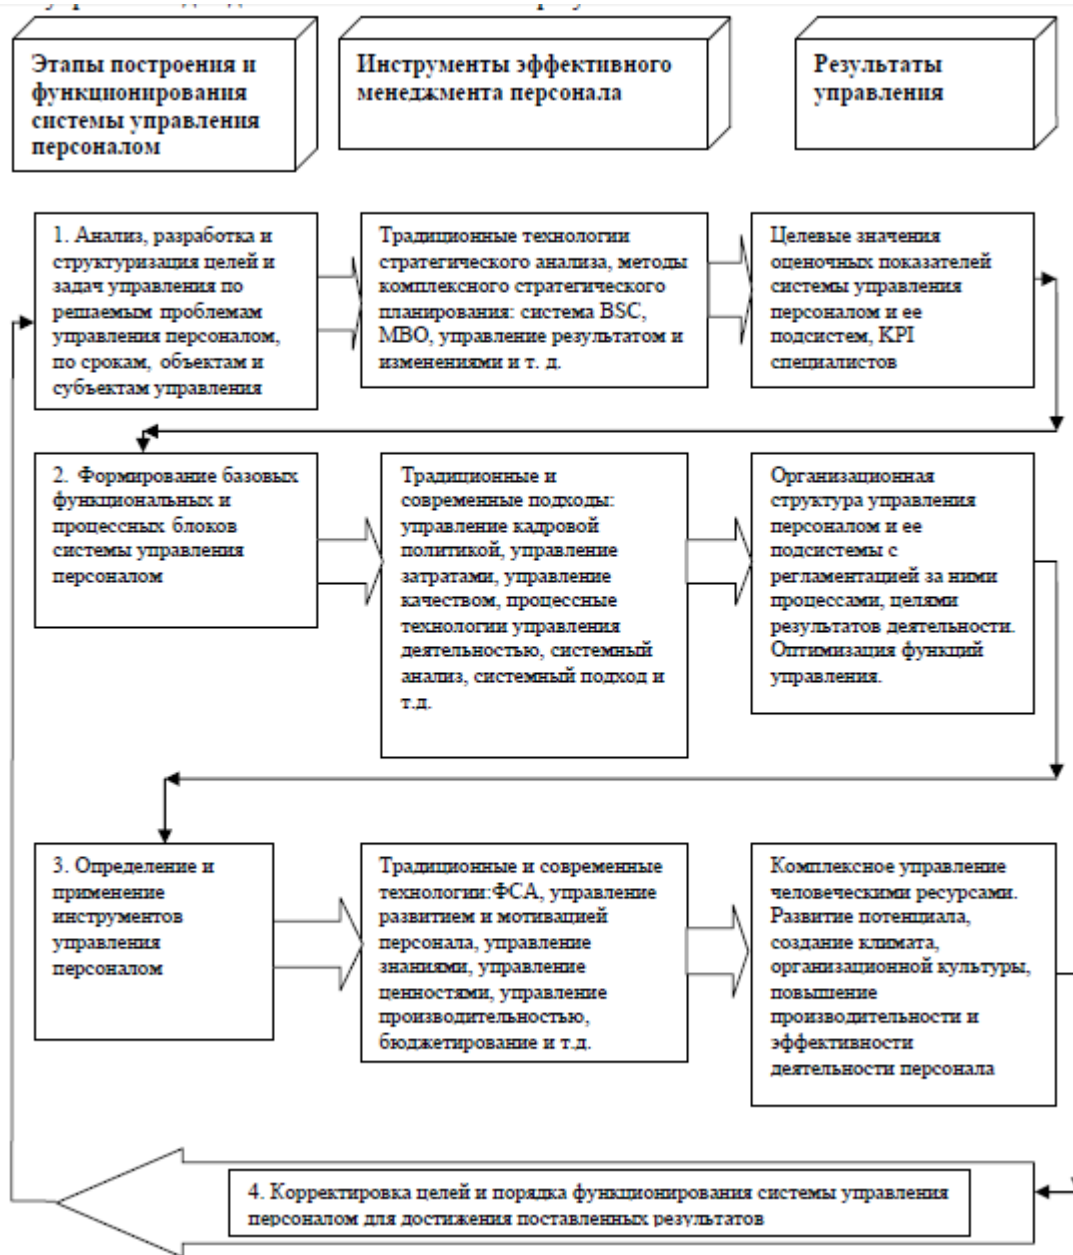 Этапы построения и
функционирования
системы управления
персоналом
Инструменты эффективного
менеджмента персонала
Результаты
управления
1. Анализ, разработка и
структуризация целей и
задач управления по
решаемым проблемам
управления персоналом,
по срокам, объектам и
субъектам управления
Традиционные технологии
стратегического анализа, методы
комплексного стратегического
планирования: система BSC,
МВО, управление результатом и
изменениями и т. д.
Целевые значения
оценочных показателей
системы управления
персоналом и ее
подсистем, KPI
специалистов
2. Формирование базовых
функциональных и
процессных блоков
системы управления
персоналом
Традиционные и
современные подходы:
управление кадровой
политикой, управление
затратами, управление
качеством, процессные
технологии управления
деятельностью, системный
анализ, системный подход и
т.д.
Организационная
структура управления
персоналом и ее
подсистемы с
регламентацией за ними
процессами, целями
результатов деятельности.
Оптимизация функций
управления.
3. Определение и
применение
инструментов
управления
персоналом
Традиционные и современные
технологии:ФСА, управление
развитием и мотивацией
персонала, управление
знаниями, управление
ценностями, управление
производительностью,
бюджетирование и т.д.
Комплексное управление
человеческими ресурсами.
Развитие потенциала,
создание климата,
организационной культуры,
повышение
производительности и
эффективности
деятельности персонала
4. Корректировка целей и порядка функционирования системы управления
персоналом для достижения поставленных результатов